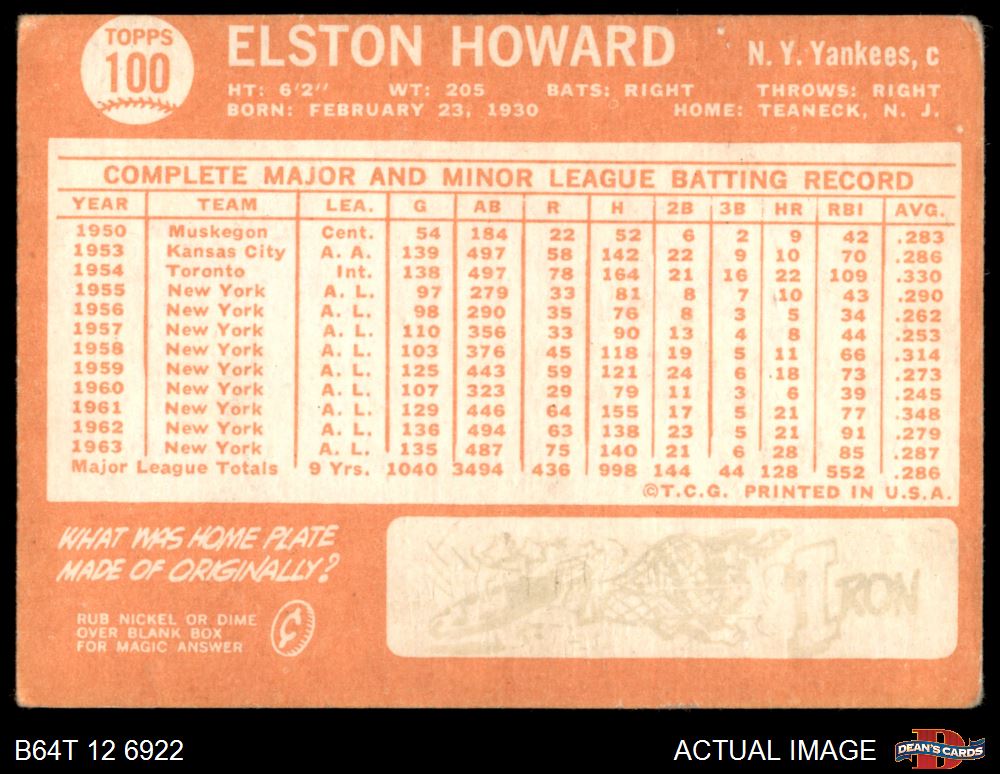 TOPPS
100
ELSTON HOWARD
N. Y. Yankees, c
HT: 6'2" WT: 205 BATS: RIGHT THROWS: RIGHT
BORN: FEBRUARY 23, 1930 HOME: TEANECK, N. J.
COMPLETE MAJOR AND MINOR LEAGUE BATTING RECORD
YEAR TEAM LEA. G AB R H 2B 3B HR RBI AVG.
1950 Muskegon Cent. 54 184 22 52 6 2 9 42 .283
1953 Kansas City A. A. 139 497 58 142 22 9 10 70 .286
1954 Toronto Int. 138 497 78 164 21 16 22 109 .330
1955 New York A. L. 97 279 33 81 8 7 10 43 .290
1956 New York A. L. 98 290 35 76 8 3 5 34 .262
1957 New York A. L. 110 356 33 90 13 4 8 44 .253
1958 New York A. L. 103 376 45 118 19 5 11 66 .314
1959 New York A. L. 125 443 59 121 24 6 18 73 .273
1960 New York A. L. 107 323 29 79 11 3 6 39 .245
1961 New York A. L. 129 446 64 155 17 5 21 77 .348
1962 New York A. L. 136 494 63 138 23 5 21 91 .279
1963 New York A. L. 135 487 75 140 21 6 28 85 .287
Major League Totals 9 Yrs. 1040 3494 436 998 144 44 128 552 .286
©T.C.G. PRINTED IN U.S.A.
WHAT WAS HOME PLATE
MADE OF ORIGINALLY?
RUB NICKEL OR DIME
OVER BLANK BOX
FOR MAGIC ANSWER
IRON
B64T 12 6922
ACTUAL IMAGE
DEAN'S CARDS